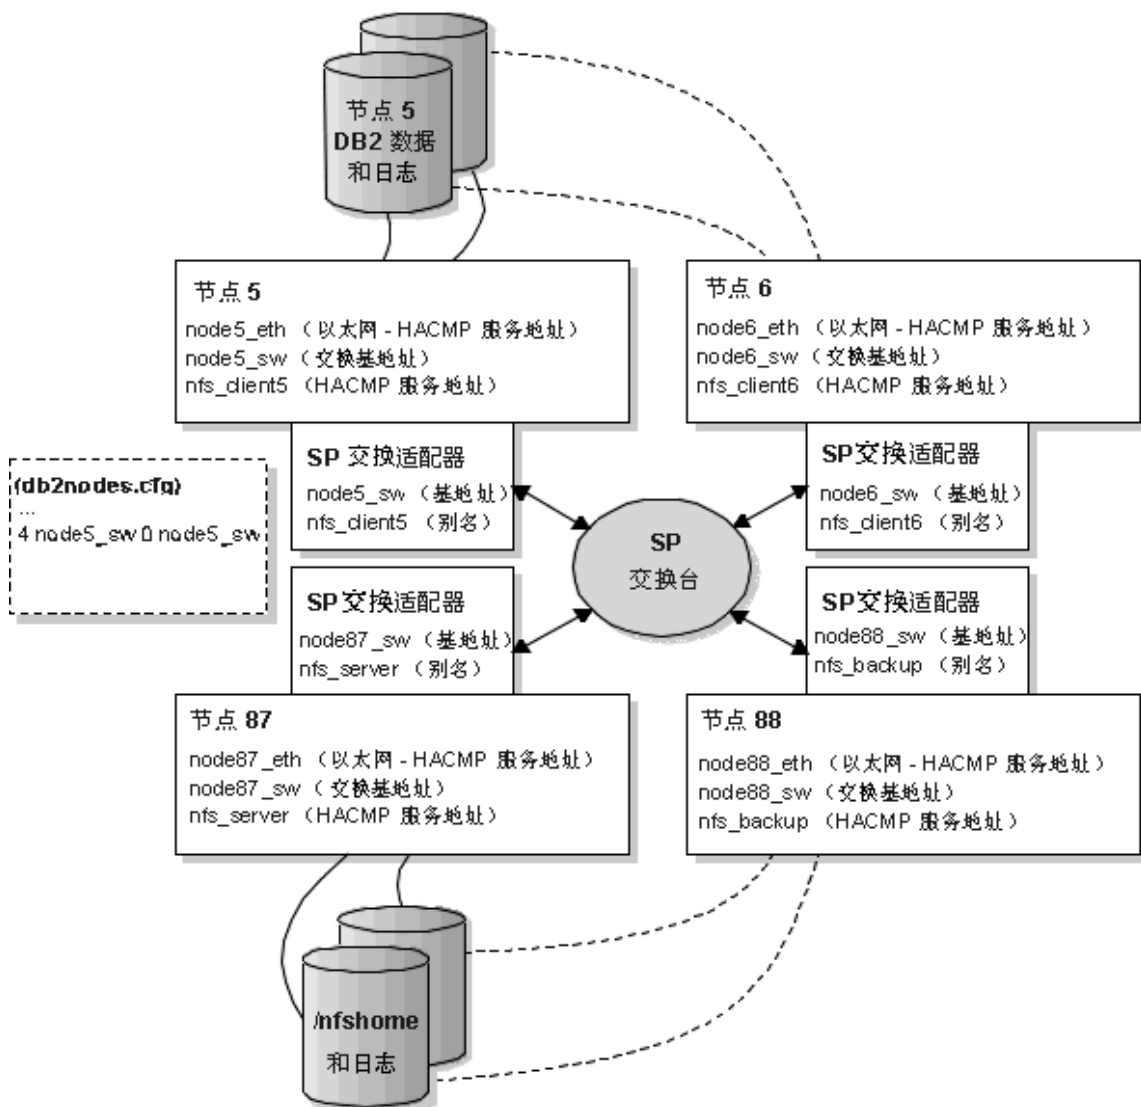 节点 5
DB2 数据
和日志
节点 5
node5_eth （以太网 - HACMP 服务地址）
node5_sw （交换基地址）
nfs_client5 （HACMP 服务地址）
节点 6
node6_eth （以太网 - HACMP 服务地址）
node6_sw （交换基地址）
nfs_client6 （HACMP 服务地址）
(db2nodes.cfg)
...
4 node5_sw 0 node5_sw
SP 交换适配器
node5_sw （基地址）
nfs_client5 （别名）
SP交换适配器
node6_sw （基地址）
nfs_client6 （别名）
SP
交换台
SP交换适配器
node87_sw （基地址）
nfs_server （别名）
SP交换适配器
node88_sw （基地址）
nfs_backup （别名）
节点 87
node87_eth （以太网 - HACMP 服务地址）
node87_sw （交换基地址）
nfs_server （HACMP 服务地址）
节点 88
node88_eth （以太网 - HACMP 服务地址）
node88_sw （交换基地址）
nfs_backup （HACMP 服务地址）
/nfshome
和日志